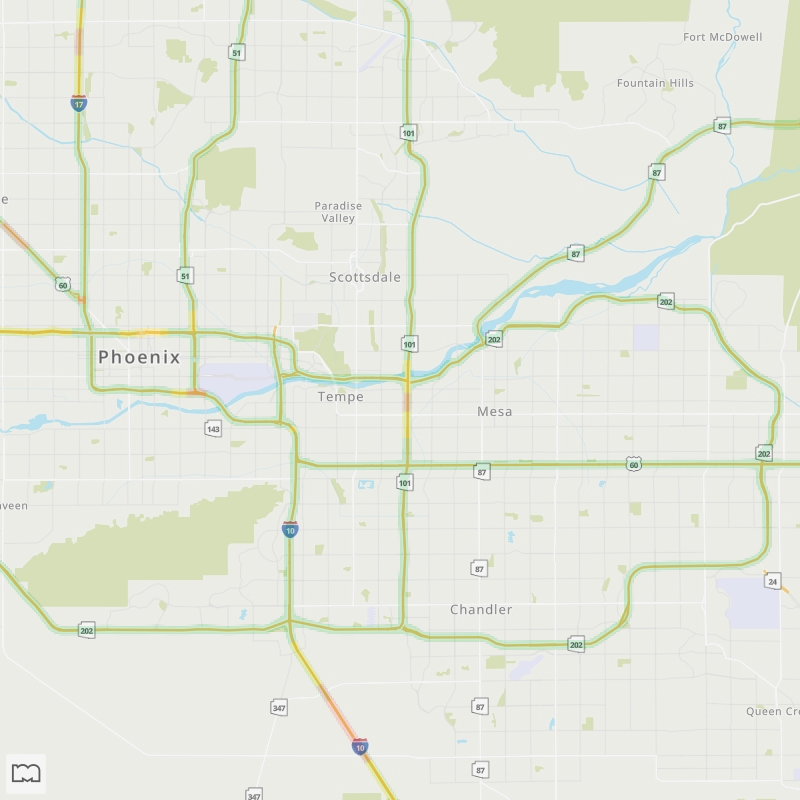 Fort McDowell
51
Fountain Hills
17
101
87
87
e
Paradise
Valley
87
51
Scottsdale
60
202
202
101
Phoenix
Tempe
Mesa
143
202
60
87
101
aveen
10
87
24
Chandler
202
202
347
87
Queen Cre
10
87
347